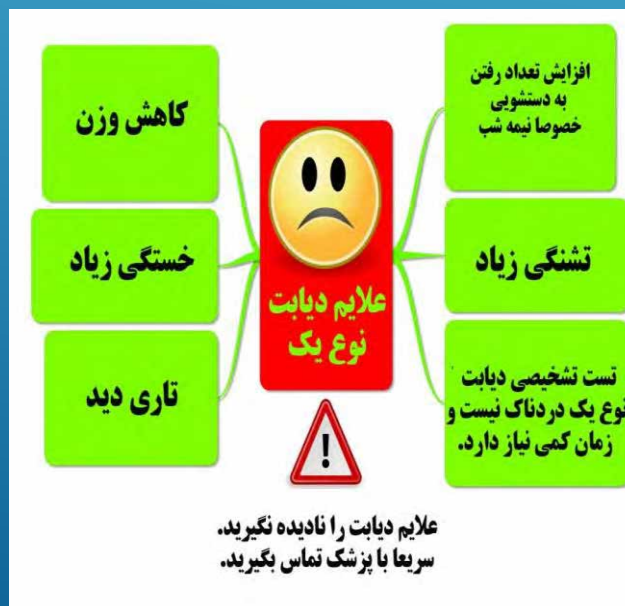 افزایش تعداد رفتن
به دستشویی
خصوصا نیمه شب
کاهش وزن
تشنگی زیاد
خستگی زیاد
علایم دیابت
نوع یک
تست تشخیصی دیابت
نوع یک دردناک نیست و
زمان کمی نیاز دارد.
تاری دید
!
علایم دیابت را نادیده نگیرید.
سریعا با پزشک تماس بگیرید.